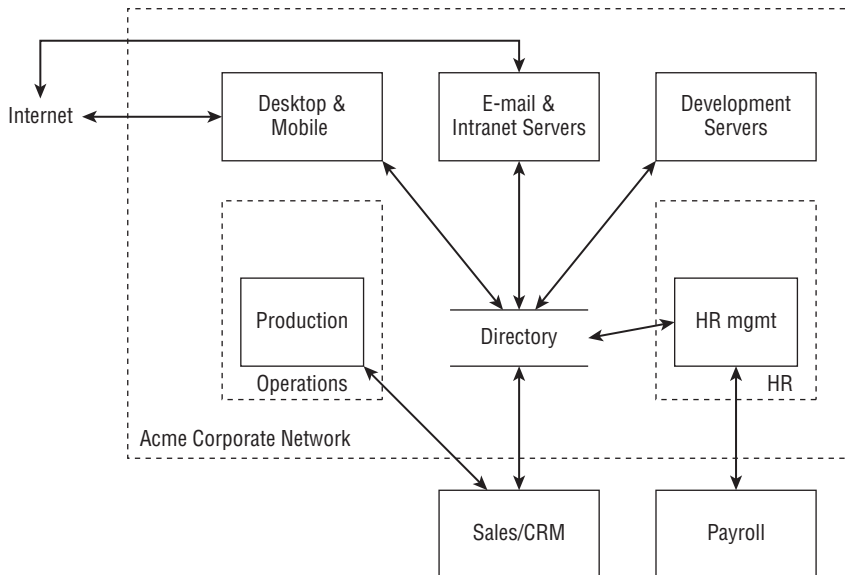 Internet
Desktop &
Mobile
E-mail &
Intranet Servers
Development
Servers
Production
Operations
Directory
HR mgmt
HR
Acme Corporate Network
Sales/CRM
Payroll